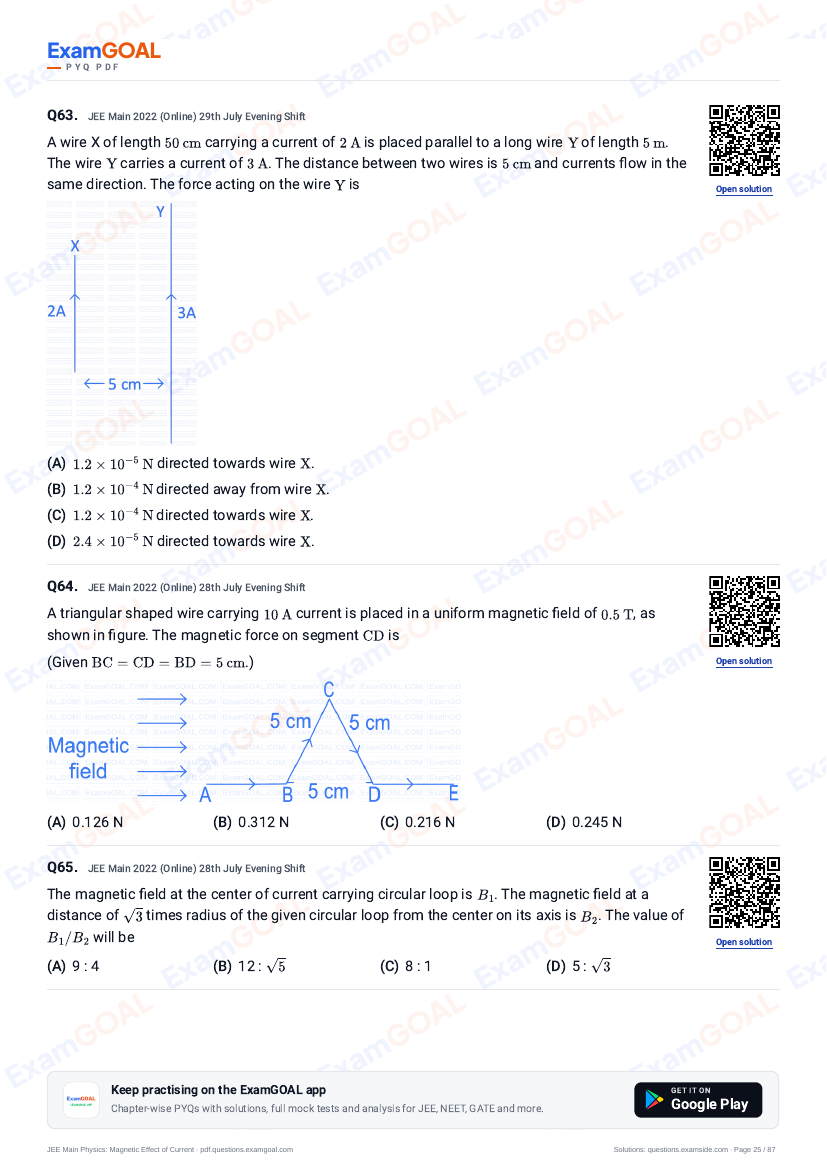 ExamGOAL
PYQ PDF
Q63. JEE Main 2022 (Online) 29th July Evening Shift
A wire X of length 50 cm carrying a current of 2 A is placed parallel to a long wire Y of length 5 m.
The wire Y carries a current of 3 A. The distance between two wires is 5 cm and currents flow in the
same direction. The force acting on the wire Y is
Open solution
Y
X
2A
3A
5 cm
(A) 1.2 × 10⁻⁵ N directed towards wire X.
(B) 1.2 × 10⁻⁴ N directed away from wire X.
(C) 1.2 × 10⁻⁴ N directed towards wire X.
(D) 2.4 × 10⁻⁵ N directed towards wire X.
Q64. JEE Main 2022 (Online) 28th July Evening Shift
A triangular shaped wire carrying 10 A current is placed in a uniform magnetic field of 0.5 T, as
shown in figure. The magnetic force on segment CD is
(Given BC = CD = BD = 5 cm.)
Open solution
C
5 cm 5 cm
Magnetic
field
A B 5 cm D E
(A) 0.126 N (B) 0.312 N (C) 0.216 N (D) 0.245 N
Q65. JEE Main 2022 (Online) 28th July Evening Shift
The magnetic field at the center of current carrying circular loop is B₁. The magnetic field at a
distance of √3 times radius of the given circular loop from the center on its axis is B₂. The value of
B₁/B₂ will be
Open solution
(A) 9 : 4 (B) 12 : √5 (C) 8 : 1 (D) 5 : √3
Keep practising on the ExamGOAL app
Chapter-wise PYQs with solutions, full mock tests and analysis for JEE, NEET, GATE and more.
GET IT ON
Google Play
JEE Main Physics: Magnetic Effect of Current · pdf.questions.examgoal.com
Solutions: questions.examside.com · Page 25 / 87